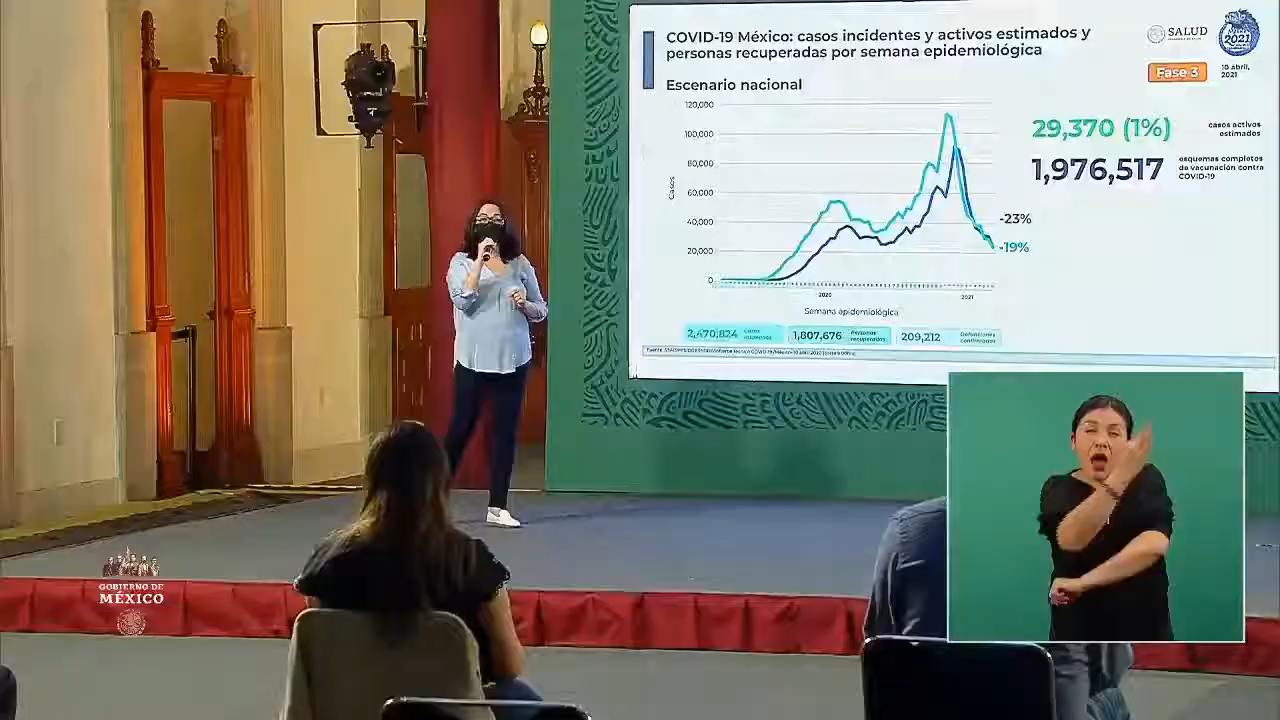 COVID-19 México: casos incidentes y activos estimados y
personas recuperadas por semana epidemiológica
SALUD
2021
Fase 3
10 abril,
2021
Escenario nacional
120,000
100,000
80,000
60,000
40,000
20,000
0
Casos
29,370 (1%)
casos activos
estimados
1,976,517
esquemas completos
de vacunación contra
COVID-19
-23%
-19%
2020
2021
Semana epidemiológica
2,470,824
1,807,676
Personas
recuperadas
209,212
Defunciones
confirmadas
GOBIERNO DE
MÉXICO